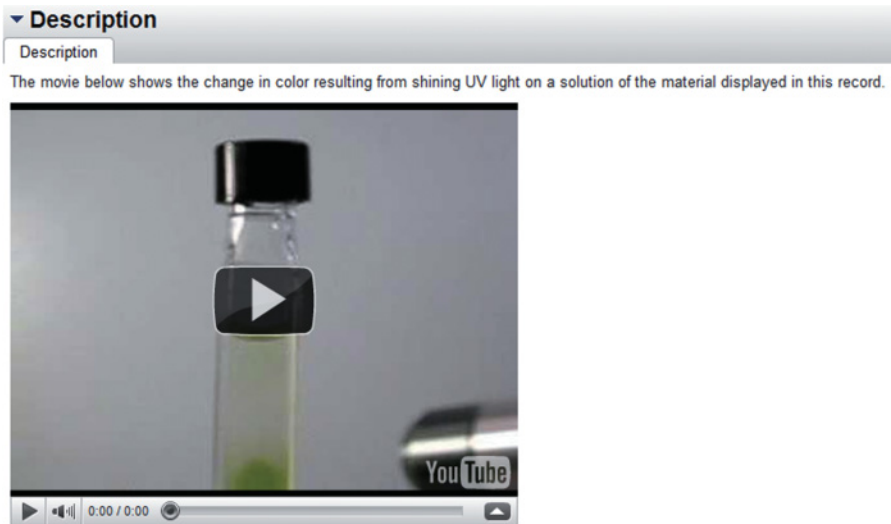 Description
Description
The movie below shows the change in color resulting from shining UV light on a solution of the material displayed in this record.
YouTube
0:00 / 0:00